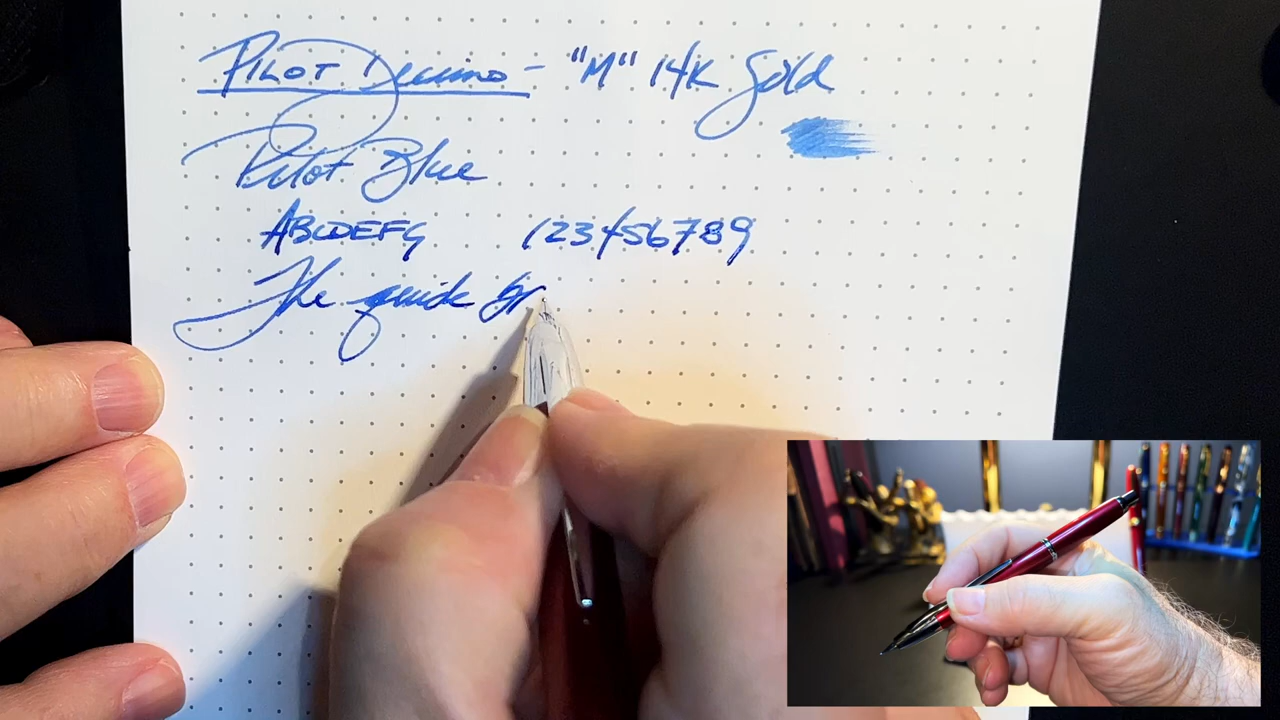 PILOT Decimo - "M" 14K Gold
Pilot Blue
ABCDEFG 123456789
The quick br